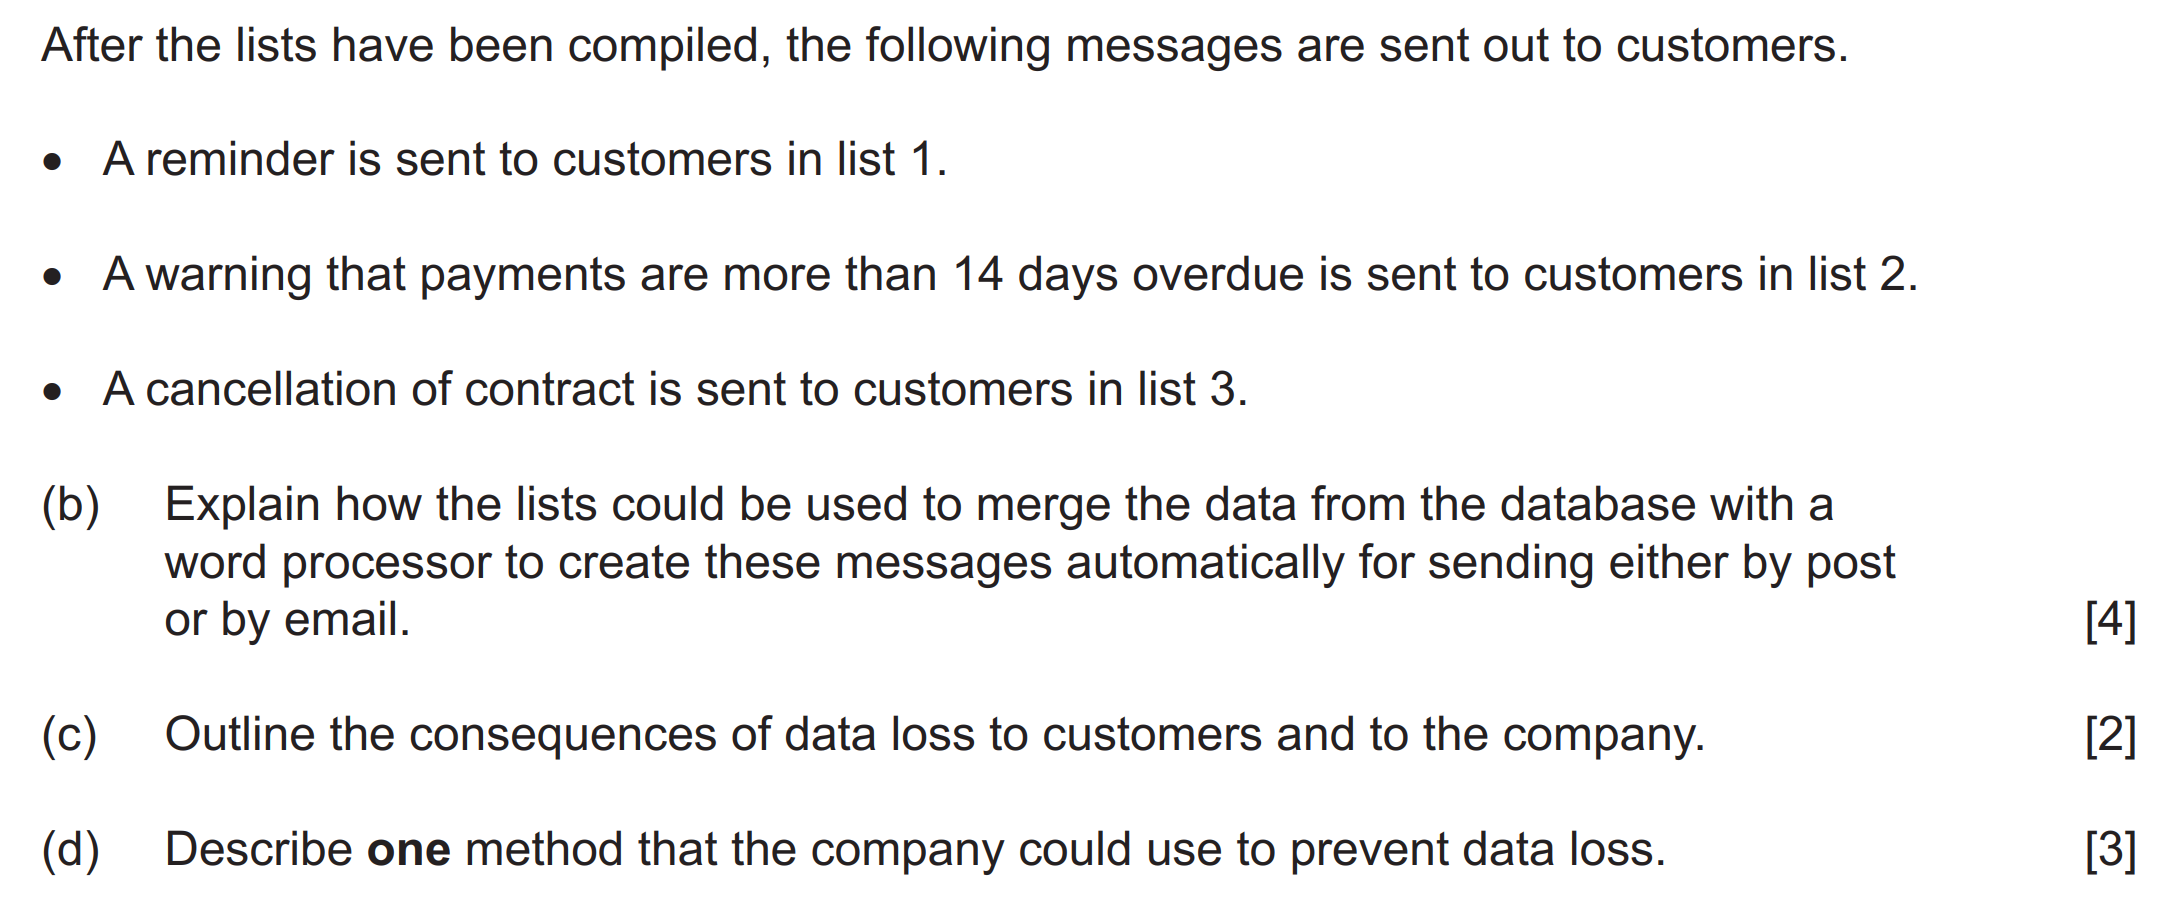 After the lists have been compiled, the following messages are sent out to customers.
• A reminder is sent to customers in list 1.
• A warning that payments are more than 14 days overdue is sent to customers in list 2.
• A cancellation of contract is sent to customers in list 3.
(b) Explain how the lists could be used to merge the data from the database with a
word processor to create these messages automatically for sending either by post
or by email. [4]
(c) Outline the consequences of data loss to customers and to the company. [2]
(d) Describe one method that the company could use to prevent data loss. [3]